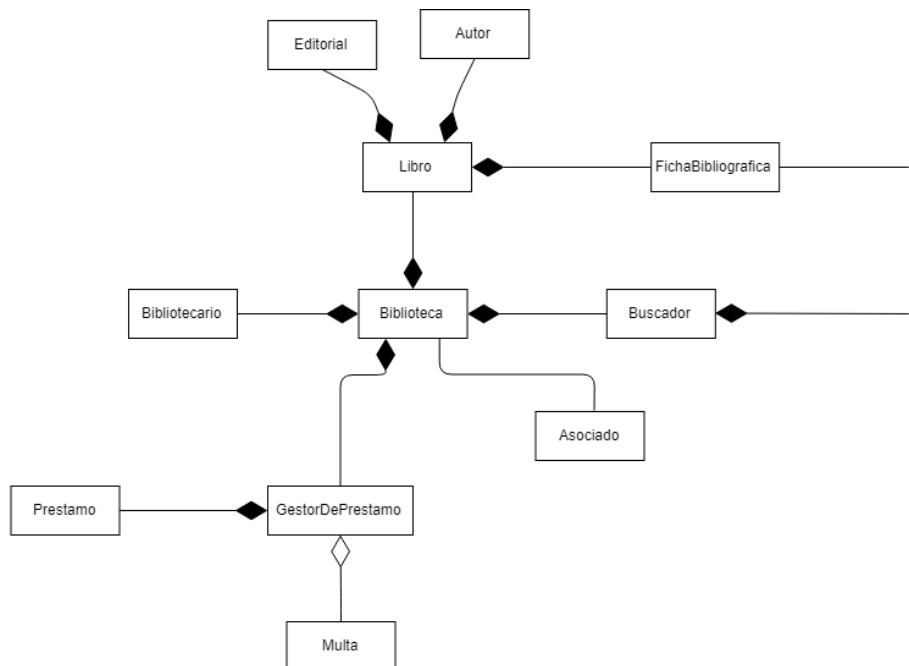 Autor
Editorial
Libro
FichaBibliografica
Bibliotecario
Biblioteca
Buscador
Asociado
Prestamo
GestorDePrestamo
Multa